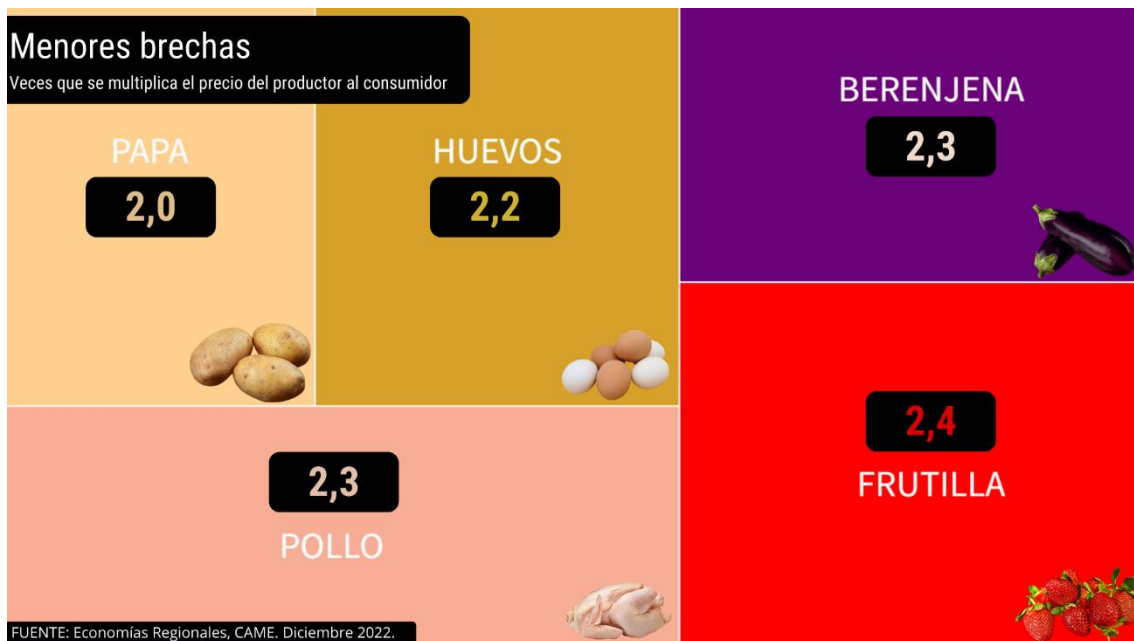 Menores brechas
Veces que se multiplica el precio del productor al consumidor
PAPA
2,0
HUEVOS
2,2
BERENJENA
2,3
2,3
POLLO
2,4
FRUTILLA
FUENTE: Economías Regionales, CAME. Diciembre 2022.